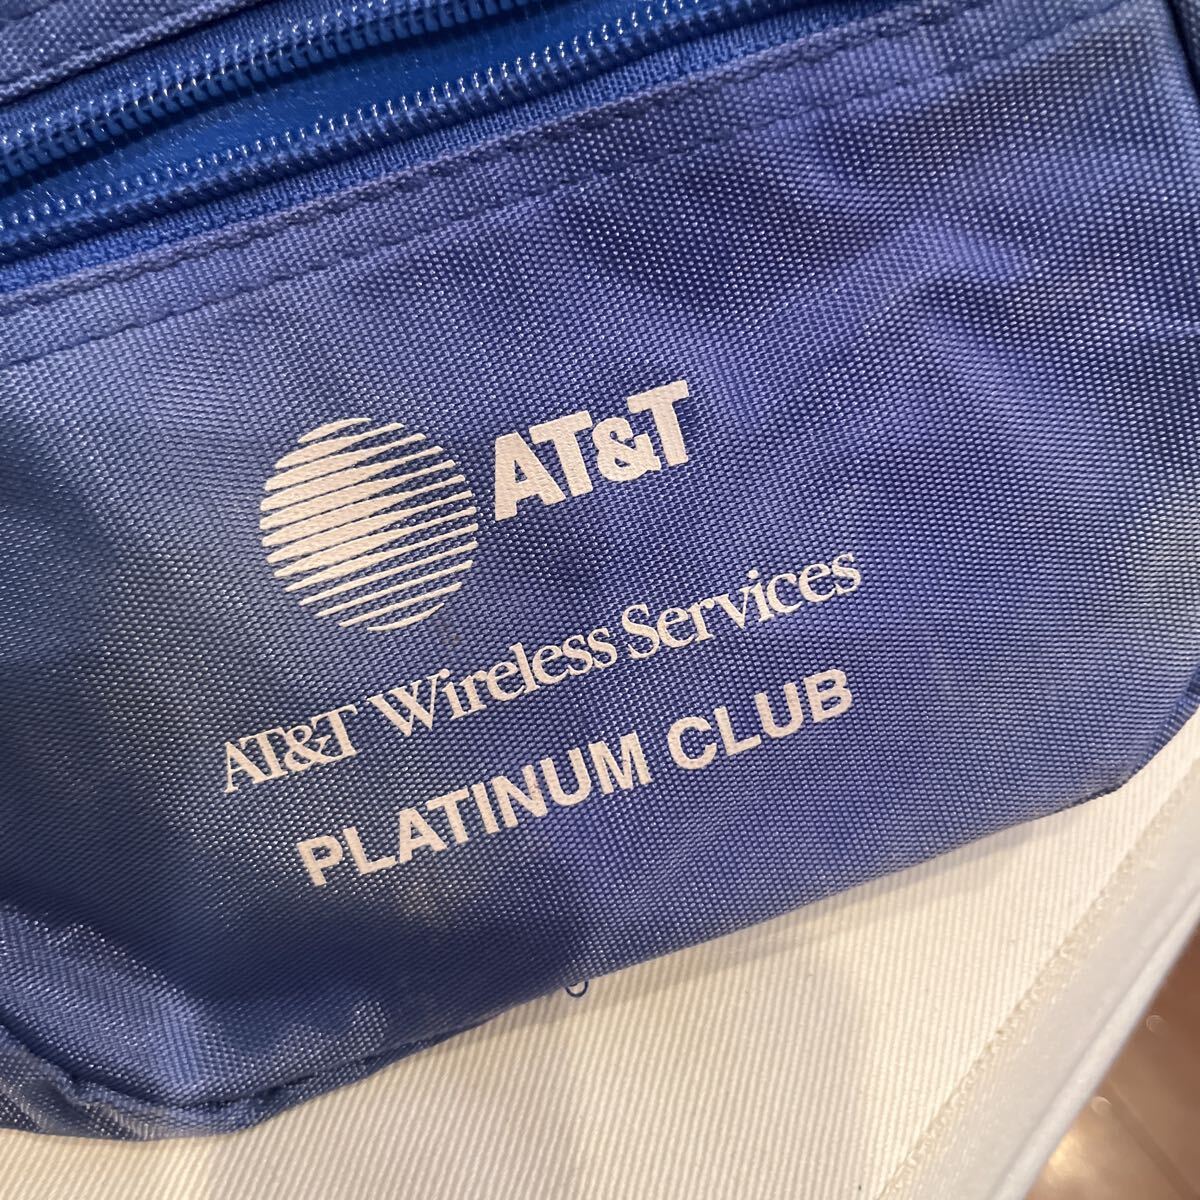 AT&T
AT&T Wireless Services
PLATINUM CLUB